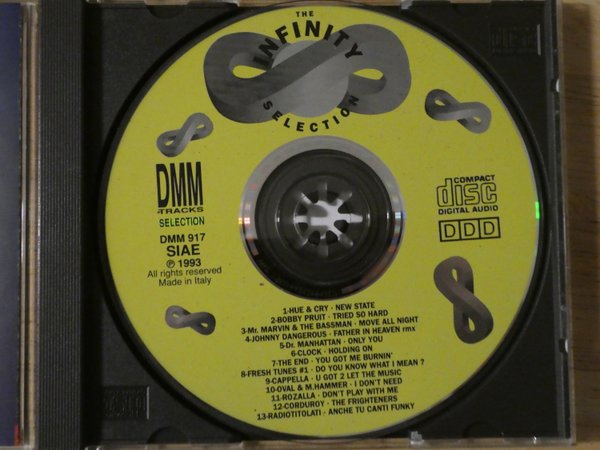 THE
INFINITY
SELECTION
DMM
TRACKS
SELECTION
DMM 917
SIAE
℗ 1993
All rights reserved
Made in Italy
COMPACT
disc
DIGITAL AUDIO
DDD
1-HUE & CRY · NEW STATE
2-BOBBY PRUIT · TRIED SO HARD
3-Mr. MARVIN & THE BASSMAN · MOVE ALL NIGHT
4-JOHNNY DANGEROUS · FATHER IN HEAVEN rmx
5-Dr. MANHATTAN · ONLY YOU
6-CLOCK · HOLDING ON
7-THE END · YOU GOT ME BURNIN'
8-FRESH TUNES #1 · DO YOU KNOW WHAT I MEAN ?
9-CAPPELLA · U GOT 2 LET THE MUSIC
10-OVAL & M.HAMMER · I DON'T NEED
11-ROZALLA · DON'T PLAY WITH ME
12-CORDUROY · THE FRIGHTENERS
13-RADIOTITOLATI · ANCHE TU CANTI FUNKY